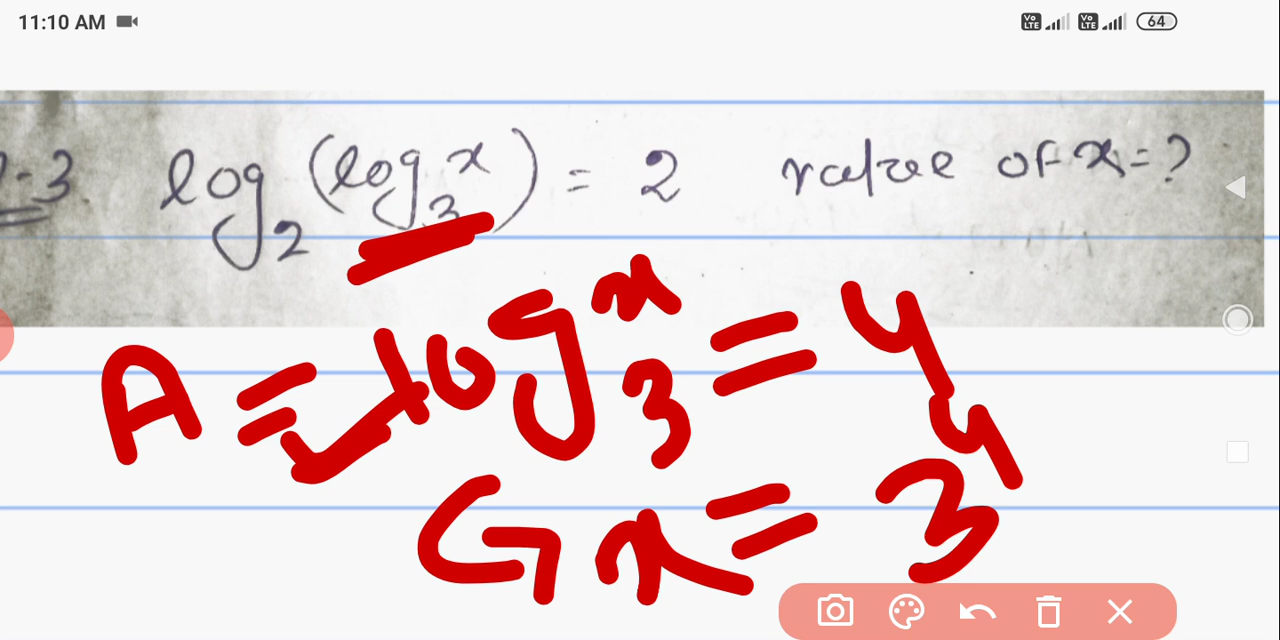 11:10 AM 64
-3 log₂(log₃x) = 2 value of x = ?
A = log₃x = 4
G x = 3⁴